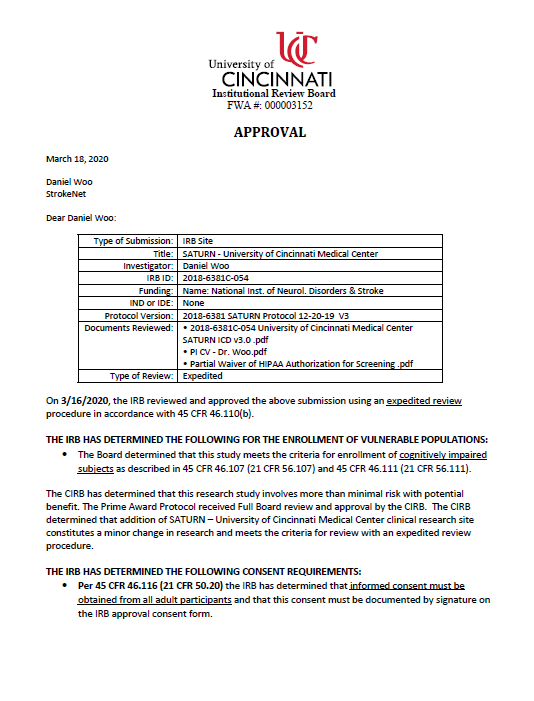 University of
CINCINNATI
Institutional Review Board
FWA #: 000003152
APPROVAL
March 18, 2020
Daniel Woo
StrokeNet
Dear Daniel Woo:
Type of Submission: IRB Site
Title: SATURN - University of Cincinnati Medical Center
Investigator: Daniel Woo
IRB ID: 2018-6381C-054
Funding: Name: National Inst. of Neurol. Disorders & Stroke
IND or IDE: None
Protocol Version: 2018-6381 SATURN Protocol 12-20-19 V3
Documents Reviewed: • 2018-6381C-054 University of Cincinnati Medical Center
SATURN ICD v3.0 .pdf
• PI CV - Dr. Woo.pdf
• Partial Waiver of HIPAA Authorization for Screening .pdf
Type of Review: Expedited
On 3/16/2020, the IRB reviewed and approved the above submission using an expedited review
procedure in accordance with 45 CFR 46.110(b).
THE IRB HAS DETERMINED THE FOLLOWING FOR THE ENROLLMENT OF VULNERABLE POPULATIONS:
• The Board determined that this study meets the criteria for enrollment of cognitively impaired
subjects as described in 45 CFR 46.107 (21 CFR 56.107) and 45 CFR 46.111 (21 CFR 56.111).
The CIRB has determined that this research study involves more than minimal risk with potential
benefit. The Prime Award Protocol received Full Board review and approval by the CIRB. The CIRB
determined that addition of SATURN – University of Cincinnati Medical Center clinical research site
constitutes a minor change in research and meets the criteria for review with an expedited review
procedure.
THE IRB HAS DETERMINED THE FOLLOWING CONSENT REQUIREMENTS:
• Per 45 CFR 46.116 (21 CFR 50.20) the IRB has determined that informed consent must be
obtained from all adult participants and that this consent must be documented by signature on
the IRB approval consent form.